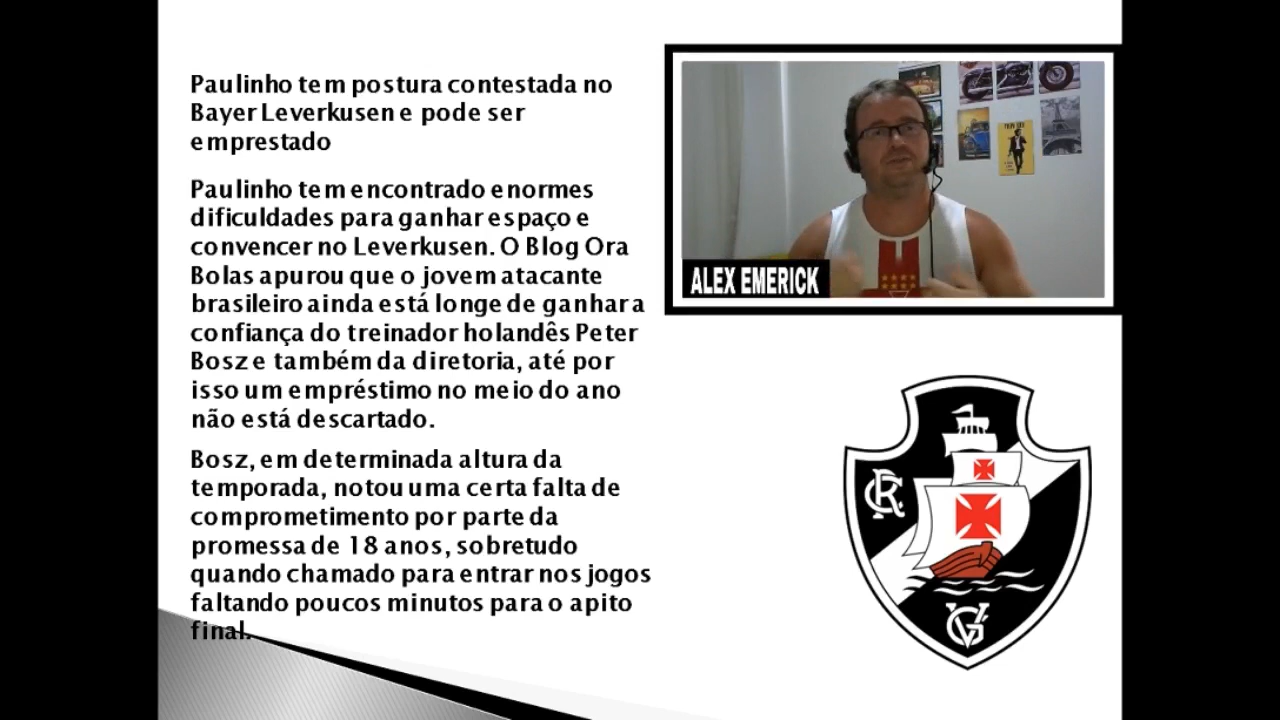 Paulinho tem postura contestada no
Bayer Leverkusen e pode ser
emprestado
Paulinho tem encontrado enormes
dificuldades para ganhar espaço e
convencer no Leverkusen. O Blog Ora
Bolas apurou que o jovem atacante
brasileiro ainda está longe de ganhar a
confiança do treinador holandês Peter
Bosz e também da diretoria, até por
isso um empréstimo no meio do ano
não está descartado.
Bosz, em determinada altura da
temporada, notou uma certa falta de
comprometimento por parte da
promessa de 18 anos, sobretudo
quando chamado para entrar nos jogos
faltando poucos minutos para o apito
final.
ALEX EMERICK
CR
VG